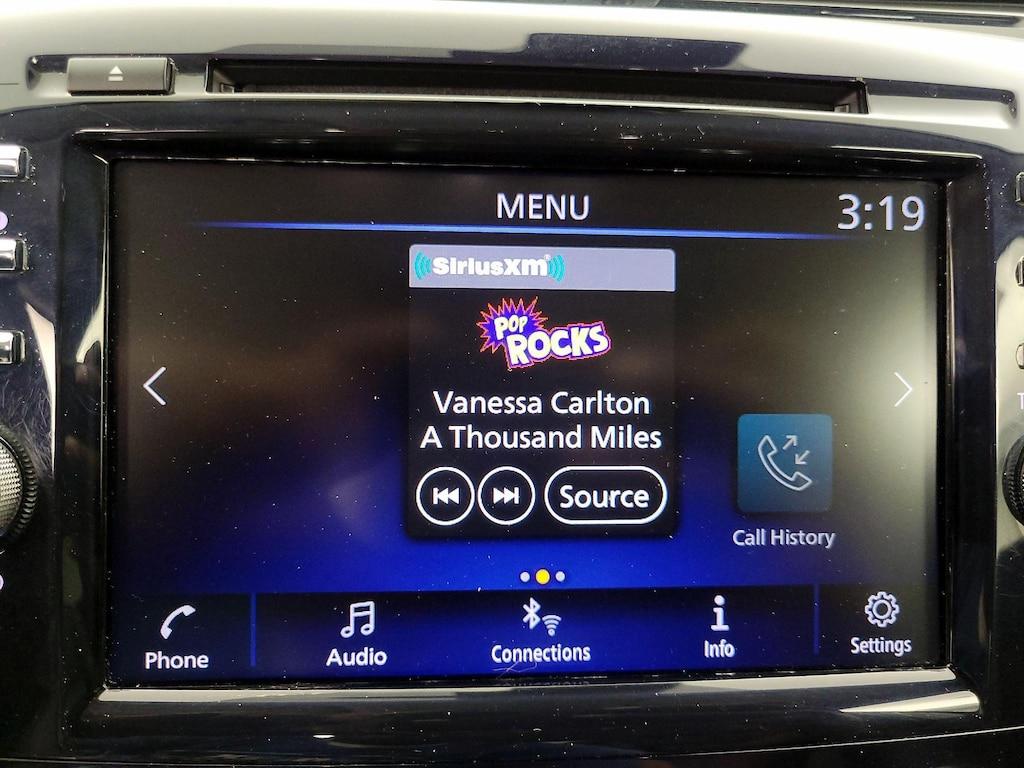 MENU
3:19
SiriusXM
POP
ROCKS
Vanessa Carlton
A Thousand Miles
Source
Call History
Phone
Audio
Connections
Info
Settings